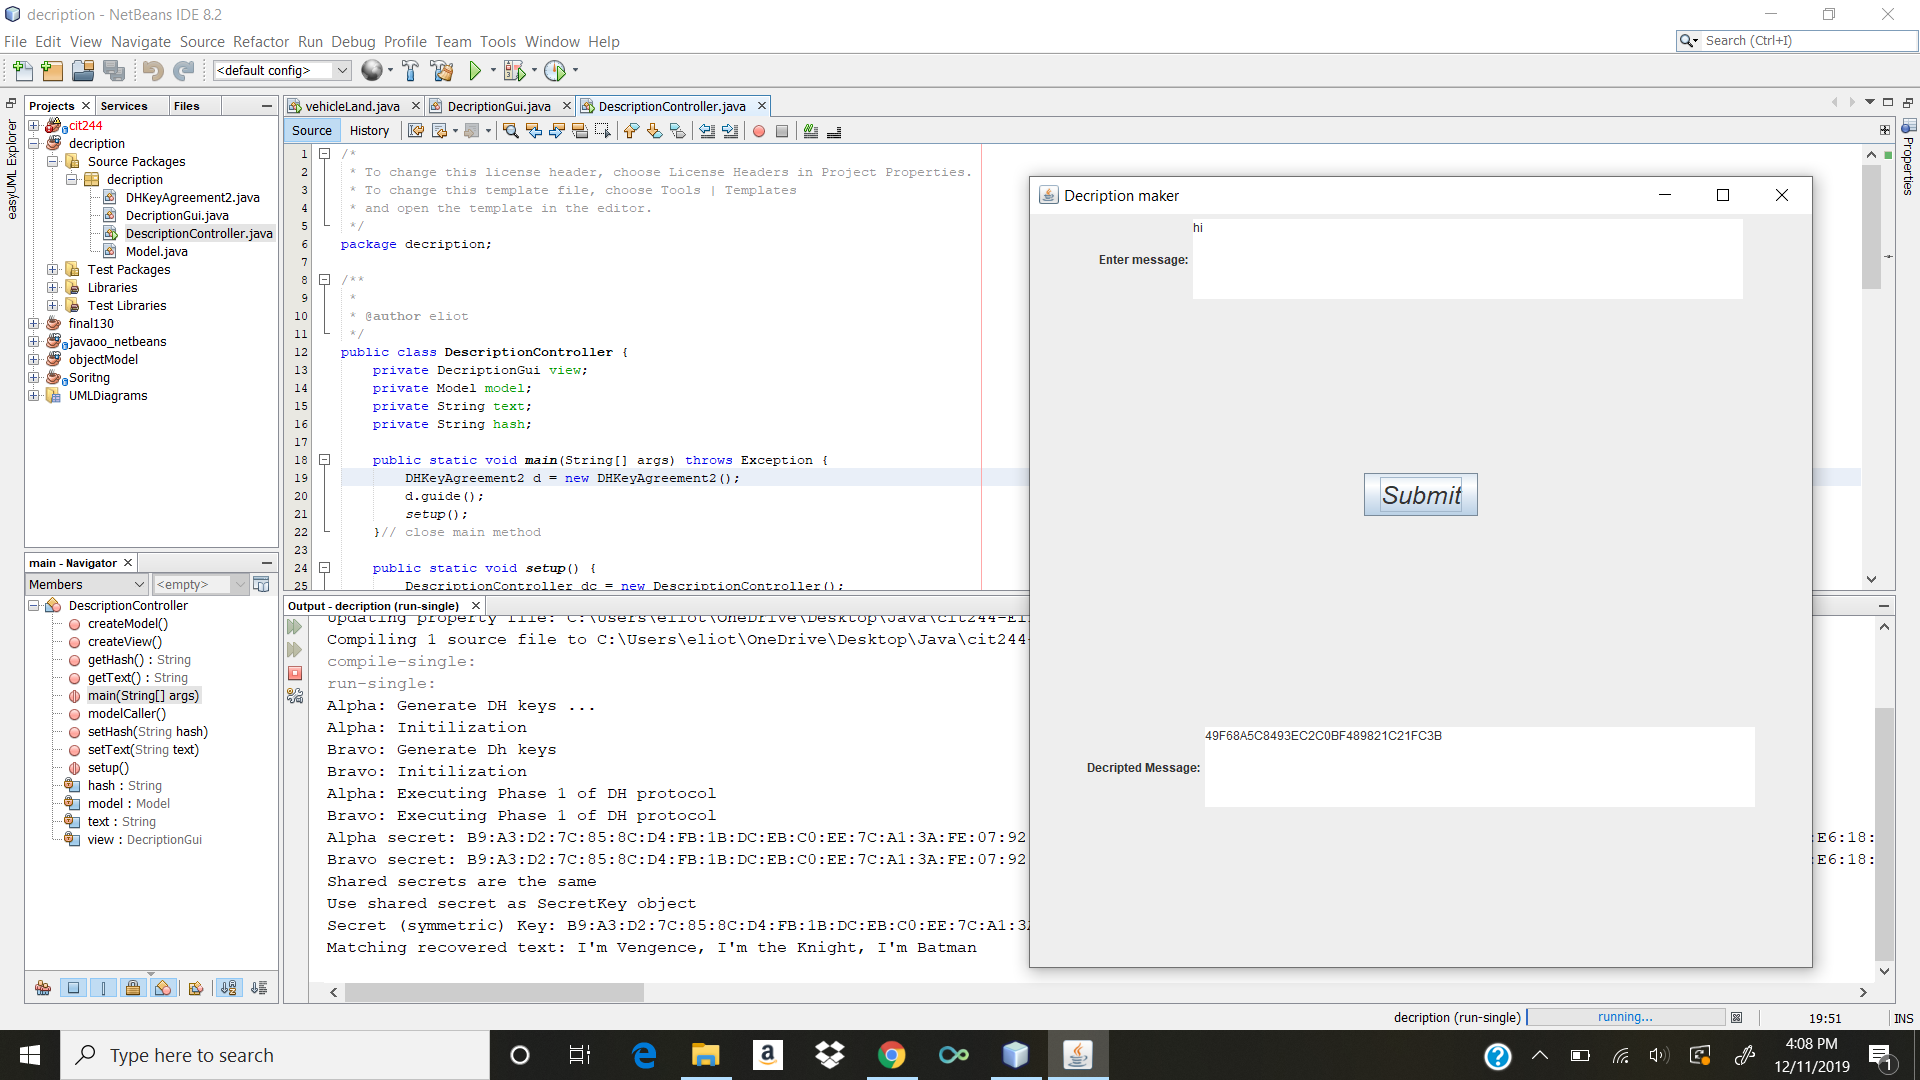 decription - NetBeans IDE 8.2
File Edit View Navigate Source Refactor Run Debug Profile Team Tools Window Help
Search (Ctrl+I)
<default config>
Projects Services Files
vehicleLand.java DecriptionGui.java DescriptionController.java
Source History
easyUML Explorer
Properties
cit244
decription
Source Packages
decription
DHKeyAgreement2.java
DecriptionGui.java
DescriptionController.java
Model.java
Test Packages
Libraries
Test Libraries
final130
javaoo_netbeans
objectModel
Soritng
UMLDiagrams
1 /*
2 * To change this license header, choose License Headers in Project Properties.
3 * To change this template file, choose Tools | Templates
4 * and open the template in the editor.
5 */
6 package decription;
7
8 /**
9 *
10 * @author eliot
11 */
12 public class DescriptionController {
13 private DecriptionGui view;
14 private Model model;
15 private String text;
16 private String hash;
17
18 public static void main(String[] args) throws Exception {
19 DHKeyAgreement2 d = new DHKeyAgreement2();
20 d.guide();
21 setup();
22 }// close main method
23
24 public static void setup() {
25 DescriptionController dc = new DescriptionController();
main - Navigator
Members <empty>
DescriptionController
createModel()
createView()
getHash() : String
getText() : String
main(String[] args)
modelCaller()
setHash(String hash)
setText(String text)
setup()
hash : String
model : Model
text : String
view : DecriptionGui
Output - decription (run-single)
Updating property file: C:\Users\eliot\OneDrive\Desktop\Java\cit244-El
Compiling 1 source file to C:\Users\eliot\OneDrive\Desktop\Java\cit244-
compile-single:
run-single:
Alpha: Generate DH keys ...
Alpha: Initilization
Bravo: Generate Dh keys
Bravo: Initilization
Alpha: Executing Phase 1 of DH protocol
Bravo: Executing Phase 1 of DH protocol
Alpha secret: B9:A3:D2:7C:85:8C:D4:FB:1B:DC:EB:C0:EE:7C:A1:3A:FE:07:92 E6:18:
Bravo secret: B9:A3:D2:7C:85:8C:D4:FB:1B:DC:EB:C0:EE:7C:A1:3A:FE:07:92 E6:18:
Shared secrets are the same
Use shared secret as SecretKey object
Secret (symmetric) Key: B9:A3:D2:7C:85:8C:D4:FB:1B:DC:EB:C0:EE:7C:A1:3
Matching recovered text: I'm Vengence, I'm the Knight, I'm Batman
Decription maker
Enter message: hi
Submit
Decripted Message: 49F68A5C8493EC2C0BF489821C21FC3B
decription (run-single) running... 19:51 INS
Type here to search
4:08 PM
12/11/2019
1